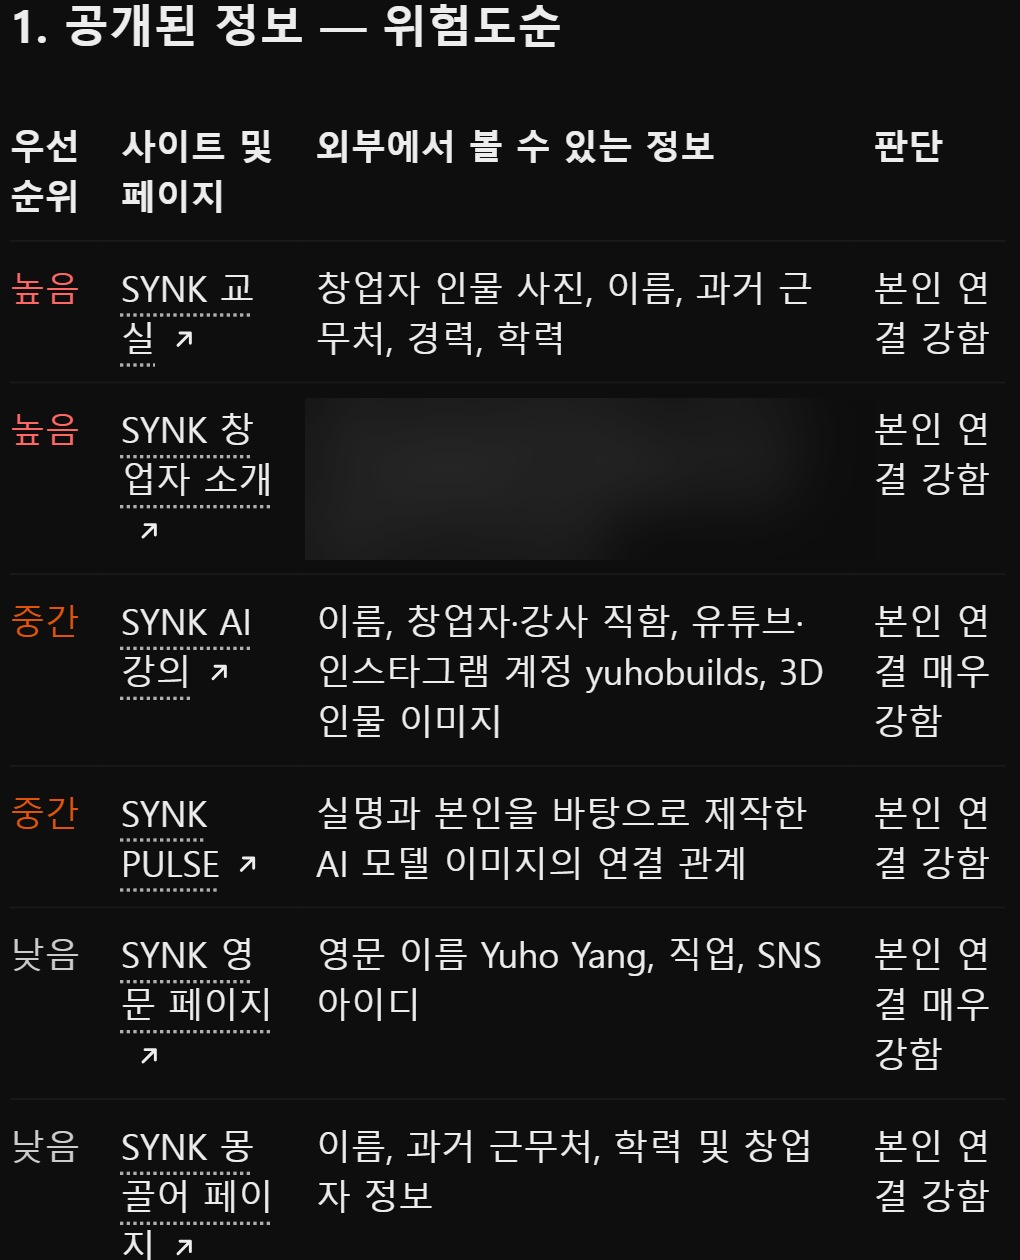 1. 공개된 정보 — 위험도순
우선 사이트 및 외부에서 볼 수 있는 정보 판단
순위 페이지
높음 SYNK 교 창업자 인물 사진, 이름, 과거 근 본인 연
실 ↗ 무처, 경력, 학력 결 강함
높음 SYNK 창 본인 연
업자 소개 결 강함
↗
중간 SYNK AI 이름, 창업자·강사 직함, 유튜브· 본인 연
강의 ↗ 인스타그램 계정 yuhobuilds, 3D 결 매우
인물 이미지 강함
중간 SYNK 실명과 본인을 바탕으로 제작한 본인 연
PULSE ↗ AI 모델 이미지의 연결 관계 결 강함
낮음 SYNK 영 영문 이름 Yuho Yang, 직업, SNS 본인 연
문 페이지 아이디 결 매우
↗ 강함
낮음 SYNK 몽 이름, 과거 근무처, 학력 및 창업 본인 연
골어 페이 자 정보 결 강함
지 ↗